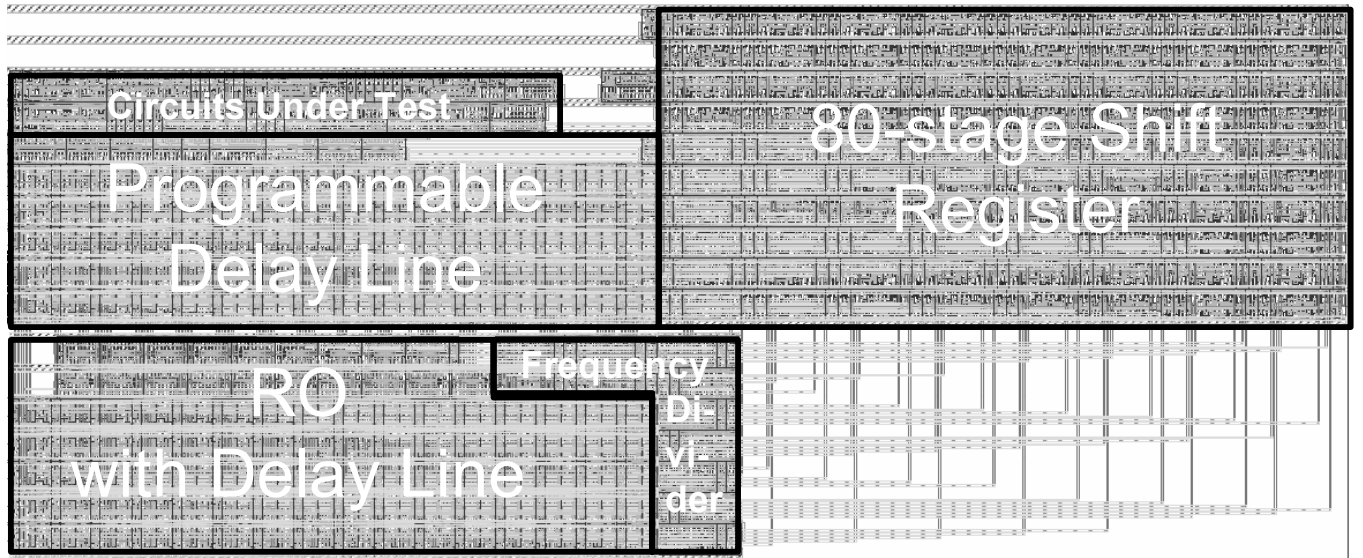 Circuits Under Test
Programmable
Delay Line
80-stage Shift
Register
RO
with Delay Line
Frequency
Di-
vi-
der